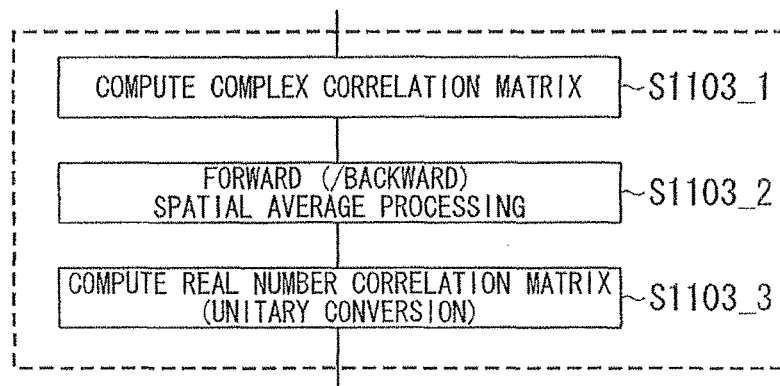 COMPUTE COMPLEX CORRELATION MATRIX S1103_1
FORWARD (/BACKWARD)
SPATIAL AVERAGE PROCESSING S1103_2
COMPUTE REAL NUMBER CORRELATION MATRIX
(UNITARY CONVERSION) S1103_3